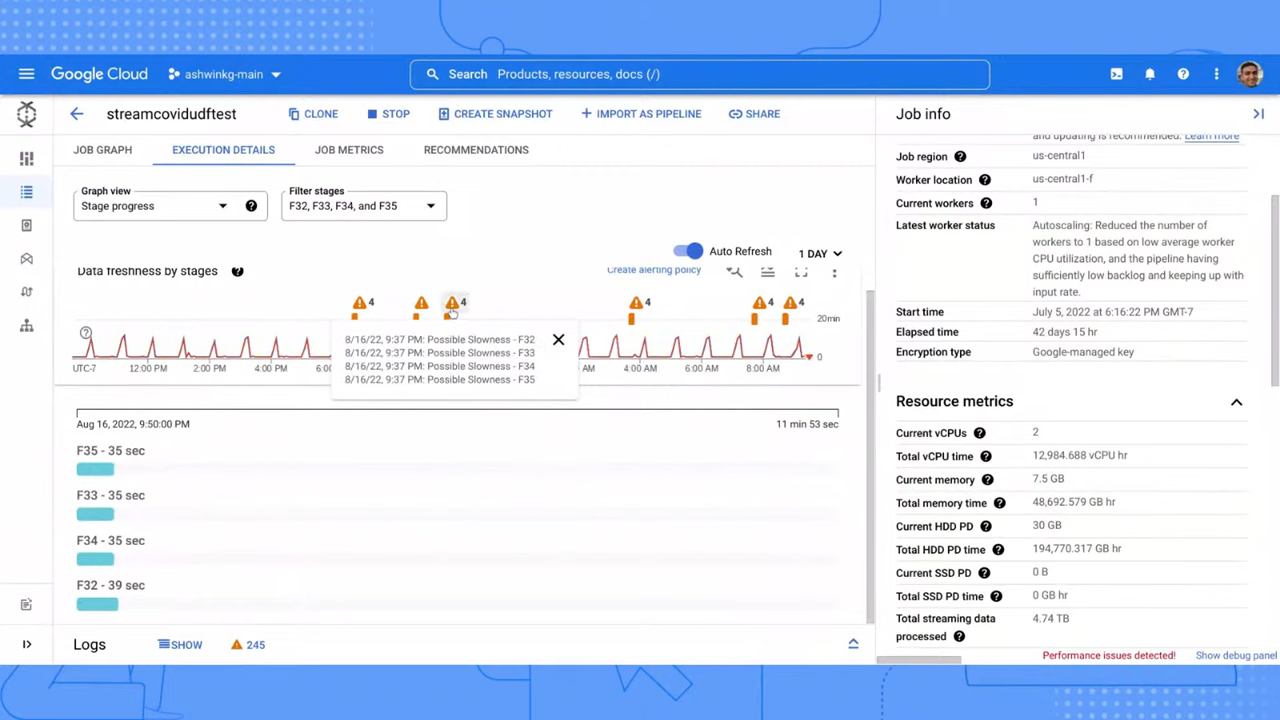 Google Cloud
ashwinkg-main
Search Products, resources, docs (/)
streamcovidudftest
CLONE
STOP
CREATE SNAPSHOT
IMPORT AS PIPELINE
SHARE
JOB GRAPH
EXECUTION DETAILS
JOB METRICS
RECOMMENDATIONS
Graph view
Stage progress
Filter stages
F32, F33, F34, and F35
Auto Refresh
1 DAY
Data freshness by stages
Create alerting policy
4
4
4
4
4
20min
0
UTC-7
12:00 PM
2:00 PM
4:00 PM
6:00
AM
4:00 AM
6:00 AM
8:00 AM
8/16/22, 9:37 PM: Possible Slowness - F32
8/16/22, 9:37 PM: Possible Slowness - F33
8/16/22, 9:37 PM: Possible Slowness - F34
8/16/22, 9:37 PM: Possible Slowness - F35
Aug 16, 2022, 9:50:00 PM
11 min 53 sec
F35 - 35 sec
F33 - 35 sec
F34 - 35 sec
F32 - 39 sec
Logs
SHOW
245
Job info
and updating is recommended. Learn more
Job region
us-central1
Worker location
us-central1-f
Current workers
1
Latest worker status
Autoscaling: Reduced the number of
workers to 1 based on low average worker
CPU utilization, and the pipeline having
sufficiently low backlog and keeping up with
input rate.
Start time
July 5, 2022 at 6:16:22 PM GMT-7
Elapsed time
42 days 15 hr
Encryption type
Google-managed key
Resource metrics
Current vCPUs
2
Total vCPU time
12,984.688 vCPU hr
Current memory
7.5 GB
Total memory time
48,692.579 GB hr
Current HDD PD
30 GB
Total HDD PD time
194,770.317 GB hr
Current SSD PD
0 B
Total SSD PD time
0 GB hr
Total streaming data
processed
4.74 TB
Performance issues detected!
Show debug panel